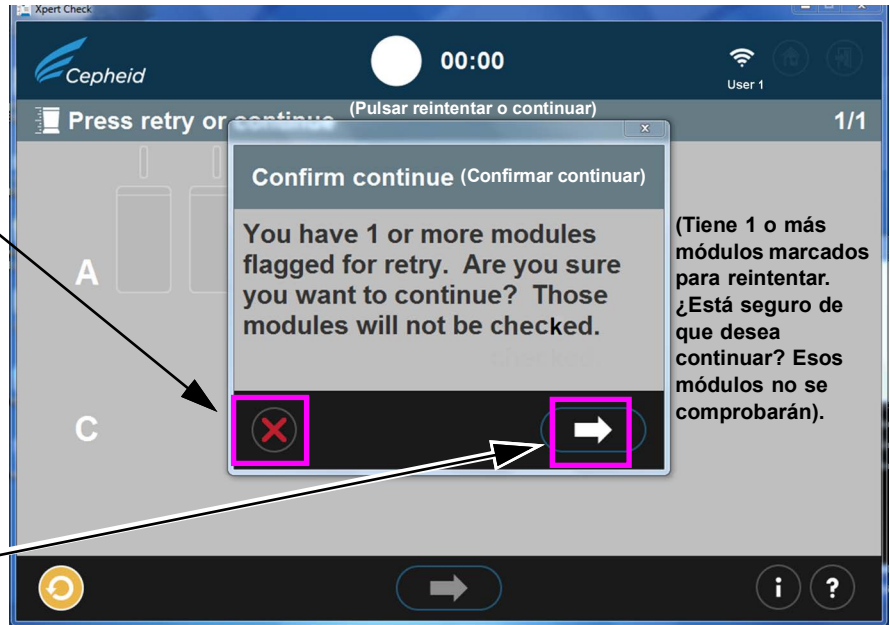 Xpert Check
Cepheid
00:00
User 1
(Pulsar reintentar o continuar)
Press retry or continue
1/1
Confirm continue (Confirmar continuar)
You have 1 or more modules
flagged for retry. Are you sure
you want to continue? Those
modules will not be checked.
(Tiene 1 o más
módulos marcados
para reintentar.
¿Está seguro de
que desea
continuar? Esos
módulos no se
comprobarán).
A
C
i
?